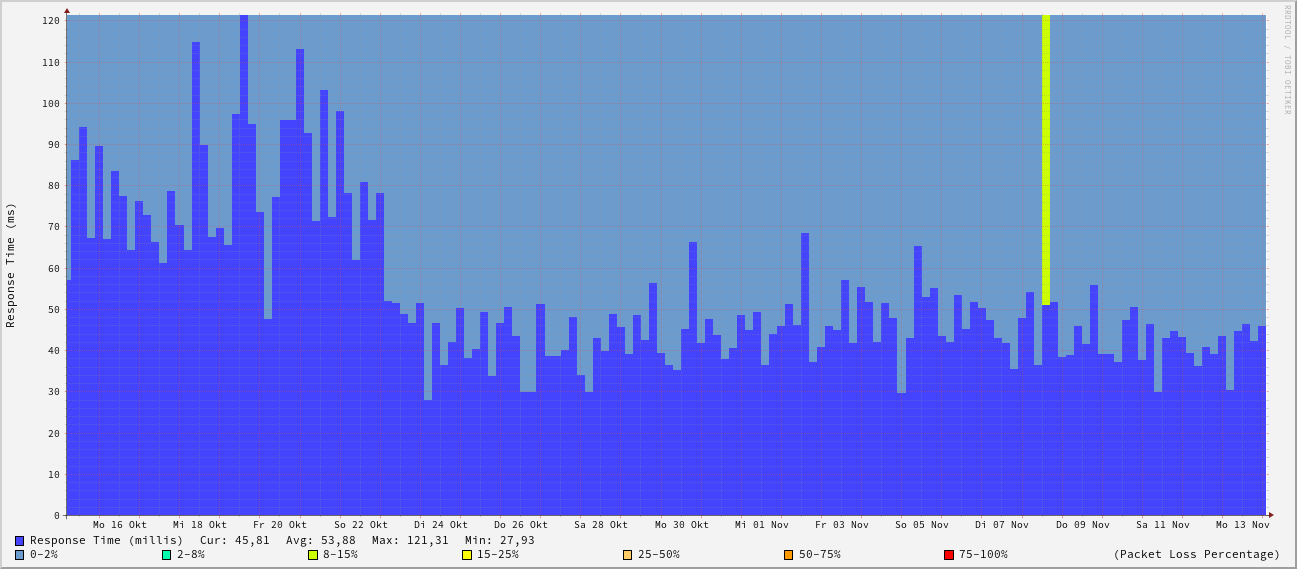 RRDTOOL / TOBI OETIKER
Response Time (ms)
120
110
100
90
80
70
60
50
40
30
20
10
0
Mo 16 Okt Mi 18 Okt Fr 20 Okt So 22 Okt Di 24 Okt Do 26 Okt Sa 28 Okt Mo 30 Okt Mi 01 Nov Fr 03 Nov So 05 Nov Di 07 Nov Do 09 Nov Sa 11 Nov Mo 13 Nov
Response Time (millis) Cur: 45,81 Avg: 53,88 Max: 121,31 Min: 27,93
0-2% 2-8% 8-15% 15-25% 25-50% 50-75% 75-100% (Packet Loss Percentage)